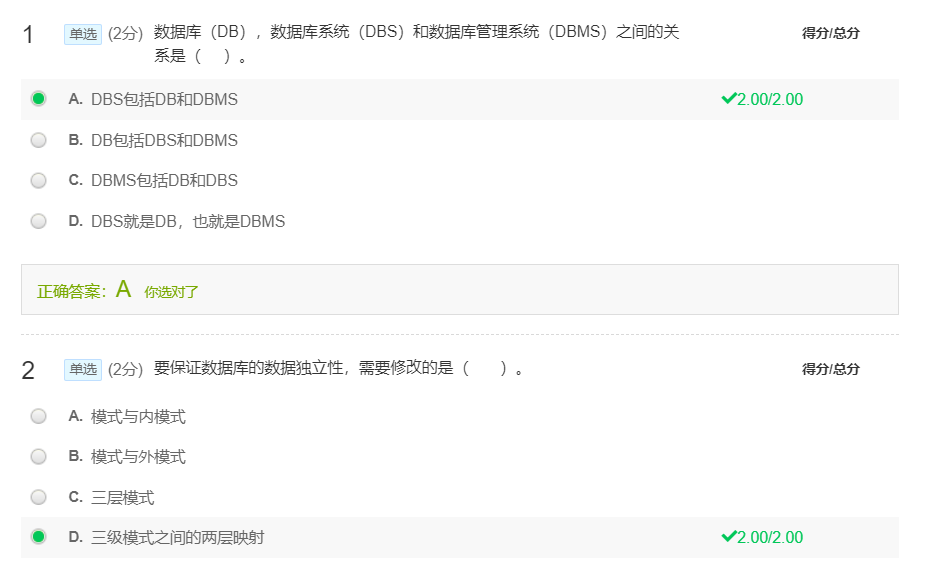 1 单选 (2分) 数据库（DB），数据库系统（DBS）和数据库管理系统（DBMS）之间的关 得分/总分
系是（ ）。
A. DBS包括DB和DBMS 2.00/2.00
B. DB包括DBS和DBMS
C. DBMS包括DB和DBS
D. DBS就是DB，也就是DBMS
正确答案：A 你选对了
2 单选 (2分) 要保证数据库的数据独立性，需要修改的是（ ）。 得分/总分
A. 模式与内模式
B. 模式与外模式
C. 三层模式
D. 三级模式之间的两层映射 2.00/2.00